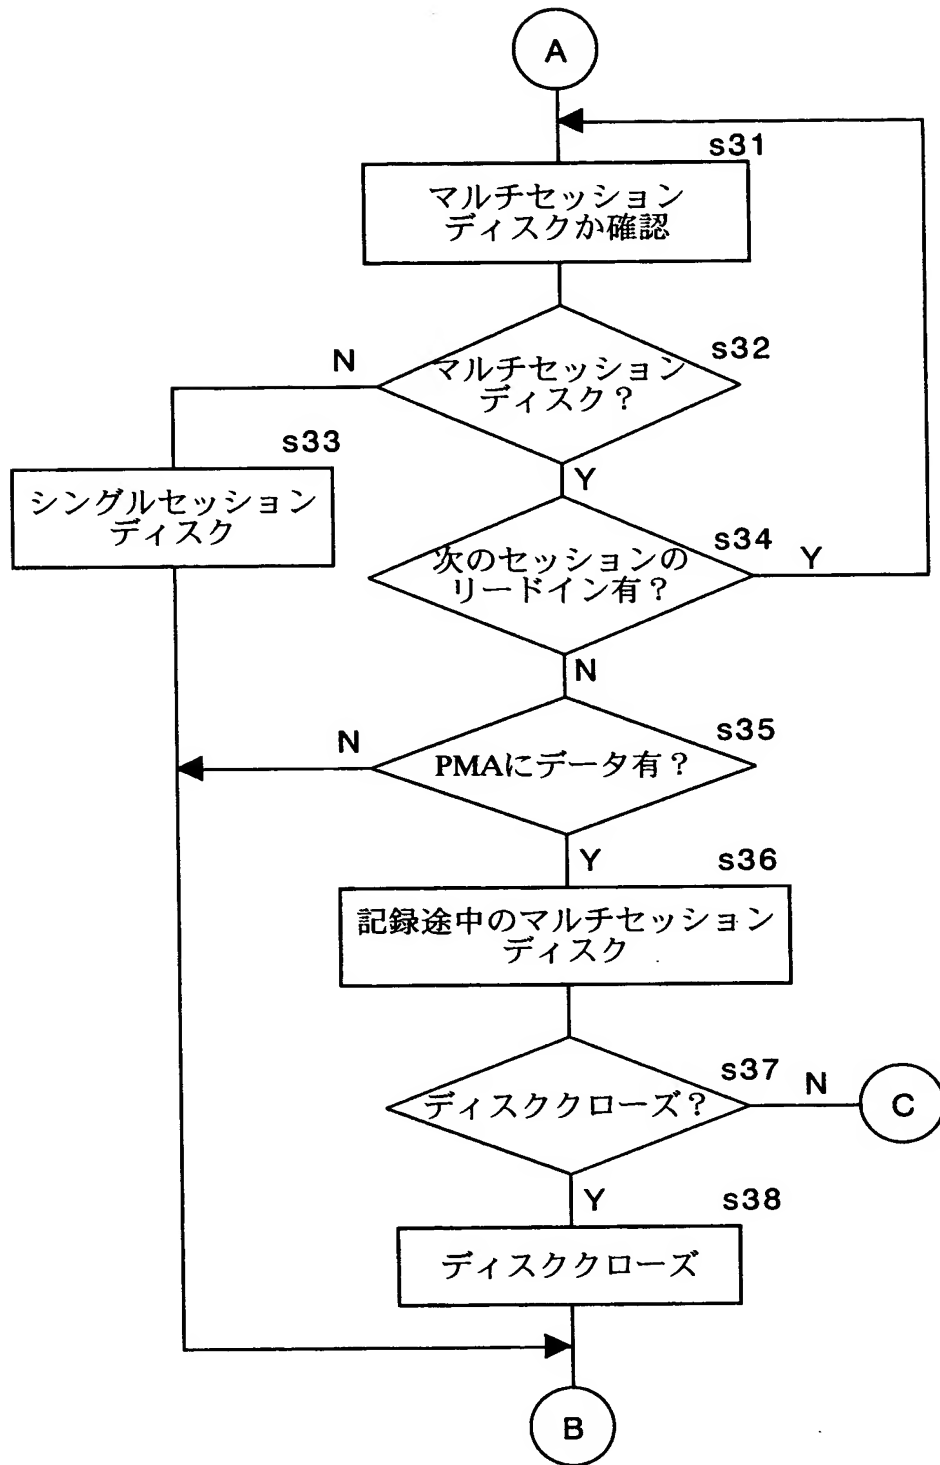 A
s31
マルチセッション
ディスクか確認
s32
N
マルチセッション
ディスク？
Y
s33
シングルセッション
ディスク
s34
次のセッションの
リードイン有？
Y
N
s35
N
PMAにデータ有？
Y
s36
記録途中のマルチセッション
ディスク
s37
ディスククローズ？
N
C
Y
s38
ディスククローズ
B